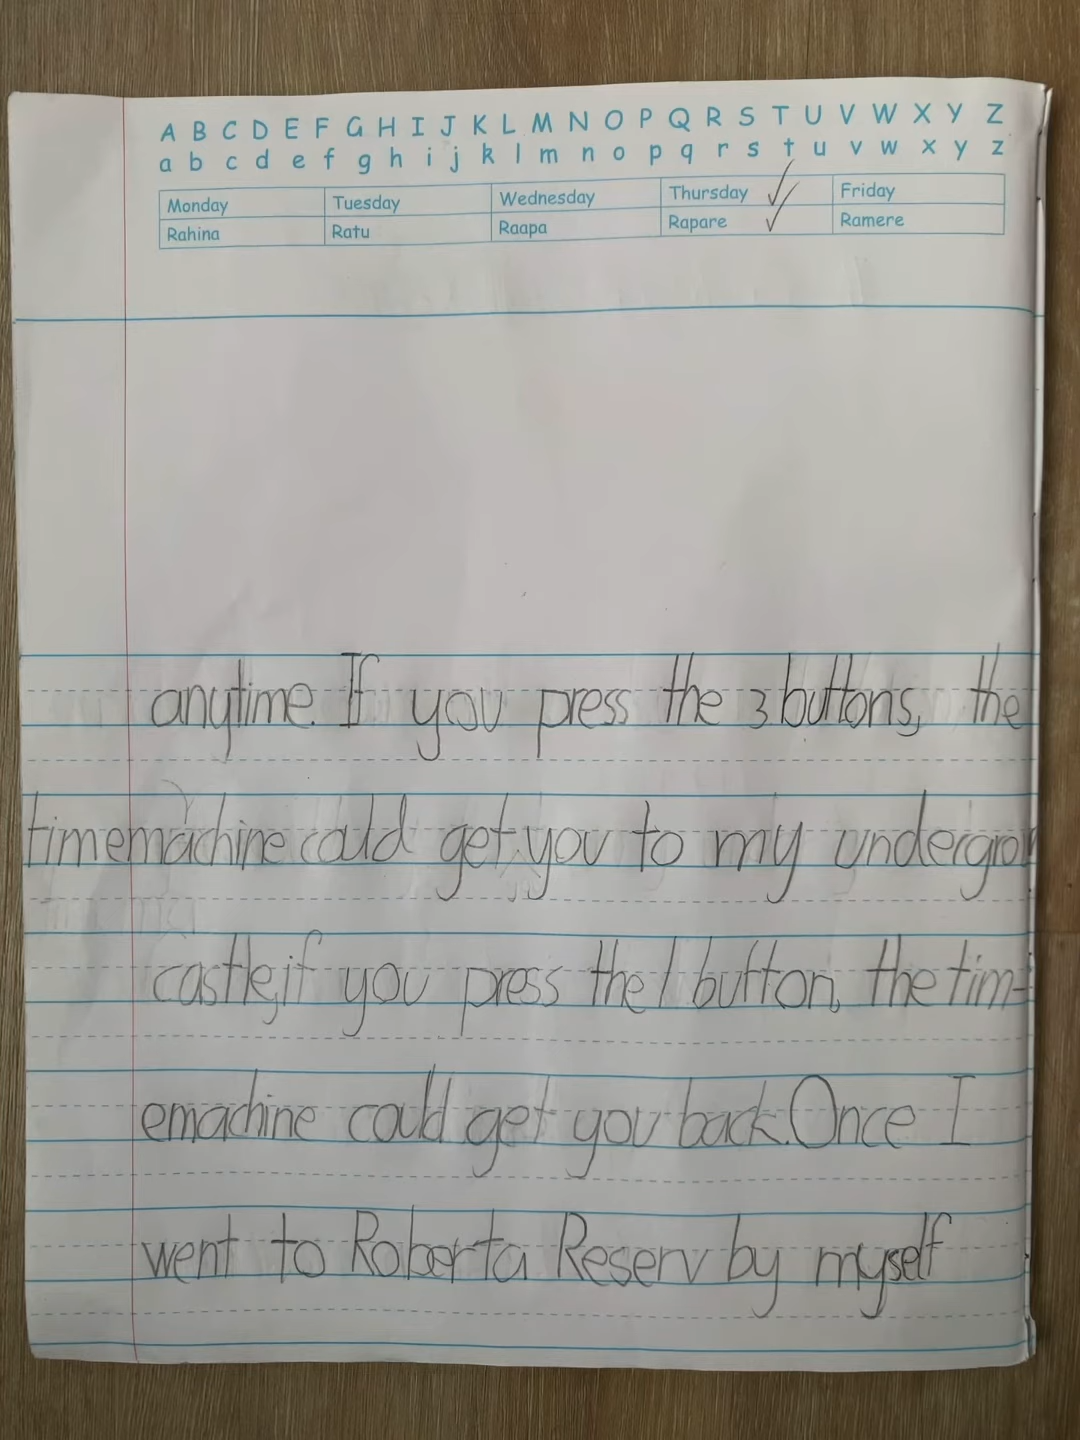 A B C D E F G H I J K L M N O P Q R S T U V W X Y Z
a b c d e f g h i j k l m n o p q r s t u v w x y z
Monday Tuesday Wednesday Thursday Friday
Rahina Ratu Raapa Rapare Ramere
anytime. If you press the 3 buttons, the
timemachine could get you to my undergrou
castle, if you press the 1 button, the tim-
emachine could get you back. Once I
went to Roberta Reserv by myself